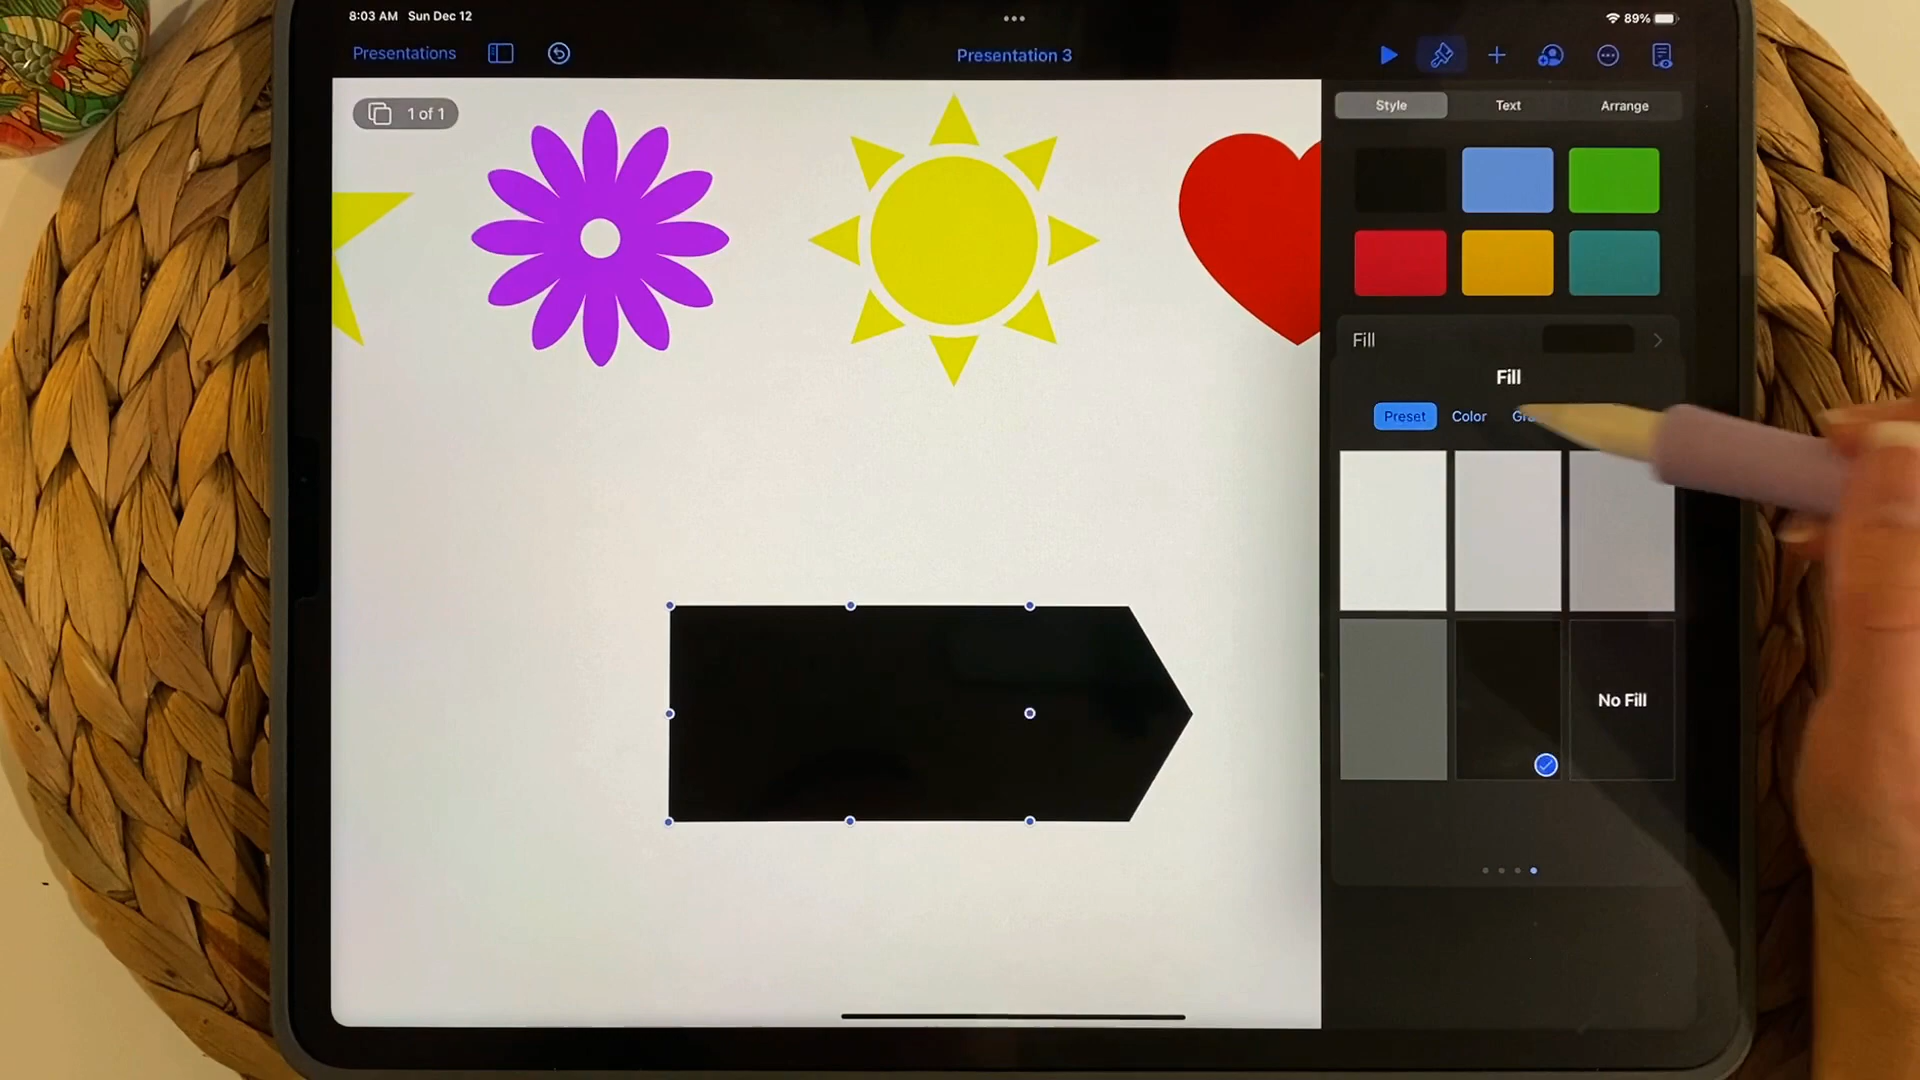 8:03 AM Sun Dec 12
89%
Presentations
Presentation 3
1 of 1
Style
Text
Arrange
Fill
Fill
Preset
Color
No Fill